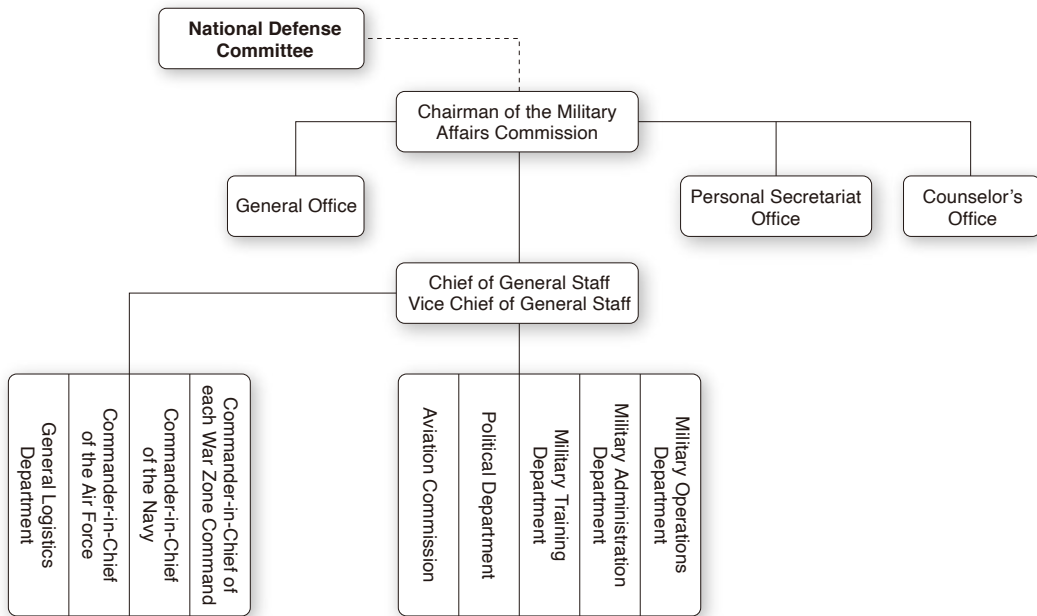 National Defense
Committee
Chairman of the Military
Affairs Commission
General Office
Personal Secretariat
Office
Counselor's
Office
Chief of General Staff
Vice Chief of General Staff
General Logistics
Department
Commander-in-Chief
of the Air Force
Commander-in-Chief
of the Navy
Commander-in-Chief of
each War Zone Command
Aviation Commission
Political Department
Military Training
Department
Military Administration
Department
Military Operations
Department